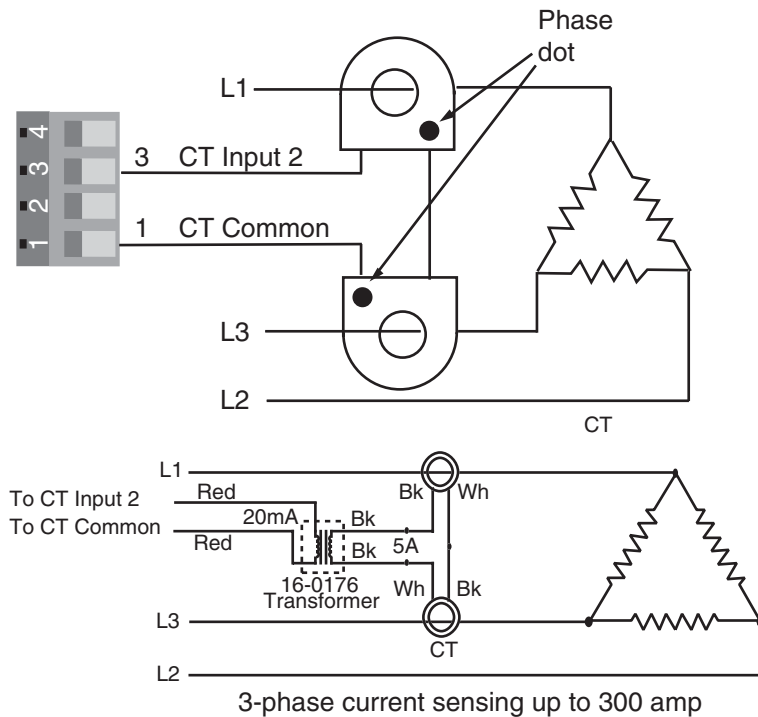 Phase
dot
L1
4
3
2
1
3 CT Input 2
1 CT Common
L3
L2
CT
L1
To CT Input 2
Red
Bk Wh
To CT Common
20mA
Bk
Red
Bk
5A
16-0176
Transformer
Wh Bk
L3
CT
L2
3-phase current sensing up to 300 amp